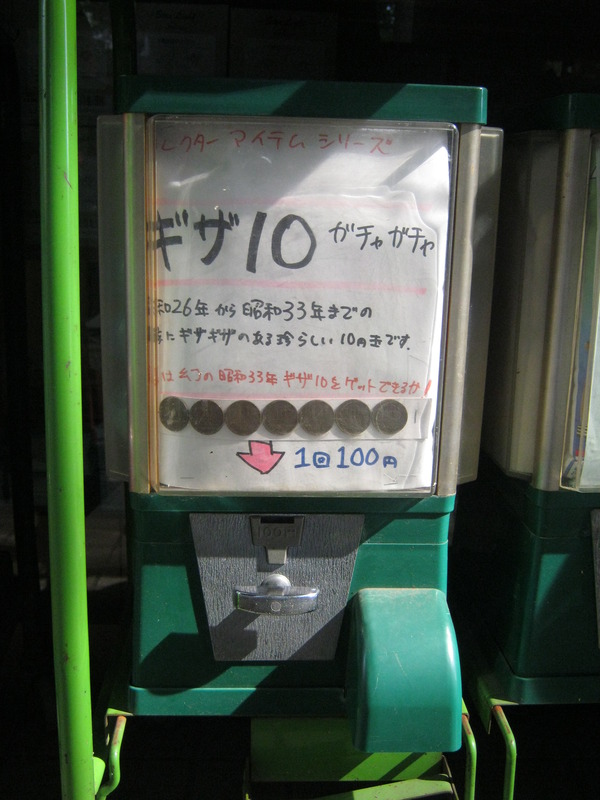 レクター アイテム シリーズ
ギザ10 ガチャガチャ
和26年から昭和33年までの
にギザギザのある珍らしい10円玉です。
は幻の昭和33年ギザ10をゲットできるか!
1回100円
100円